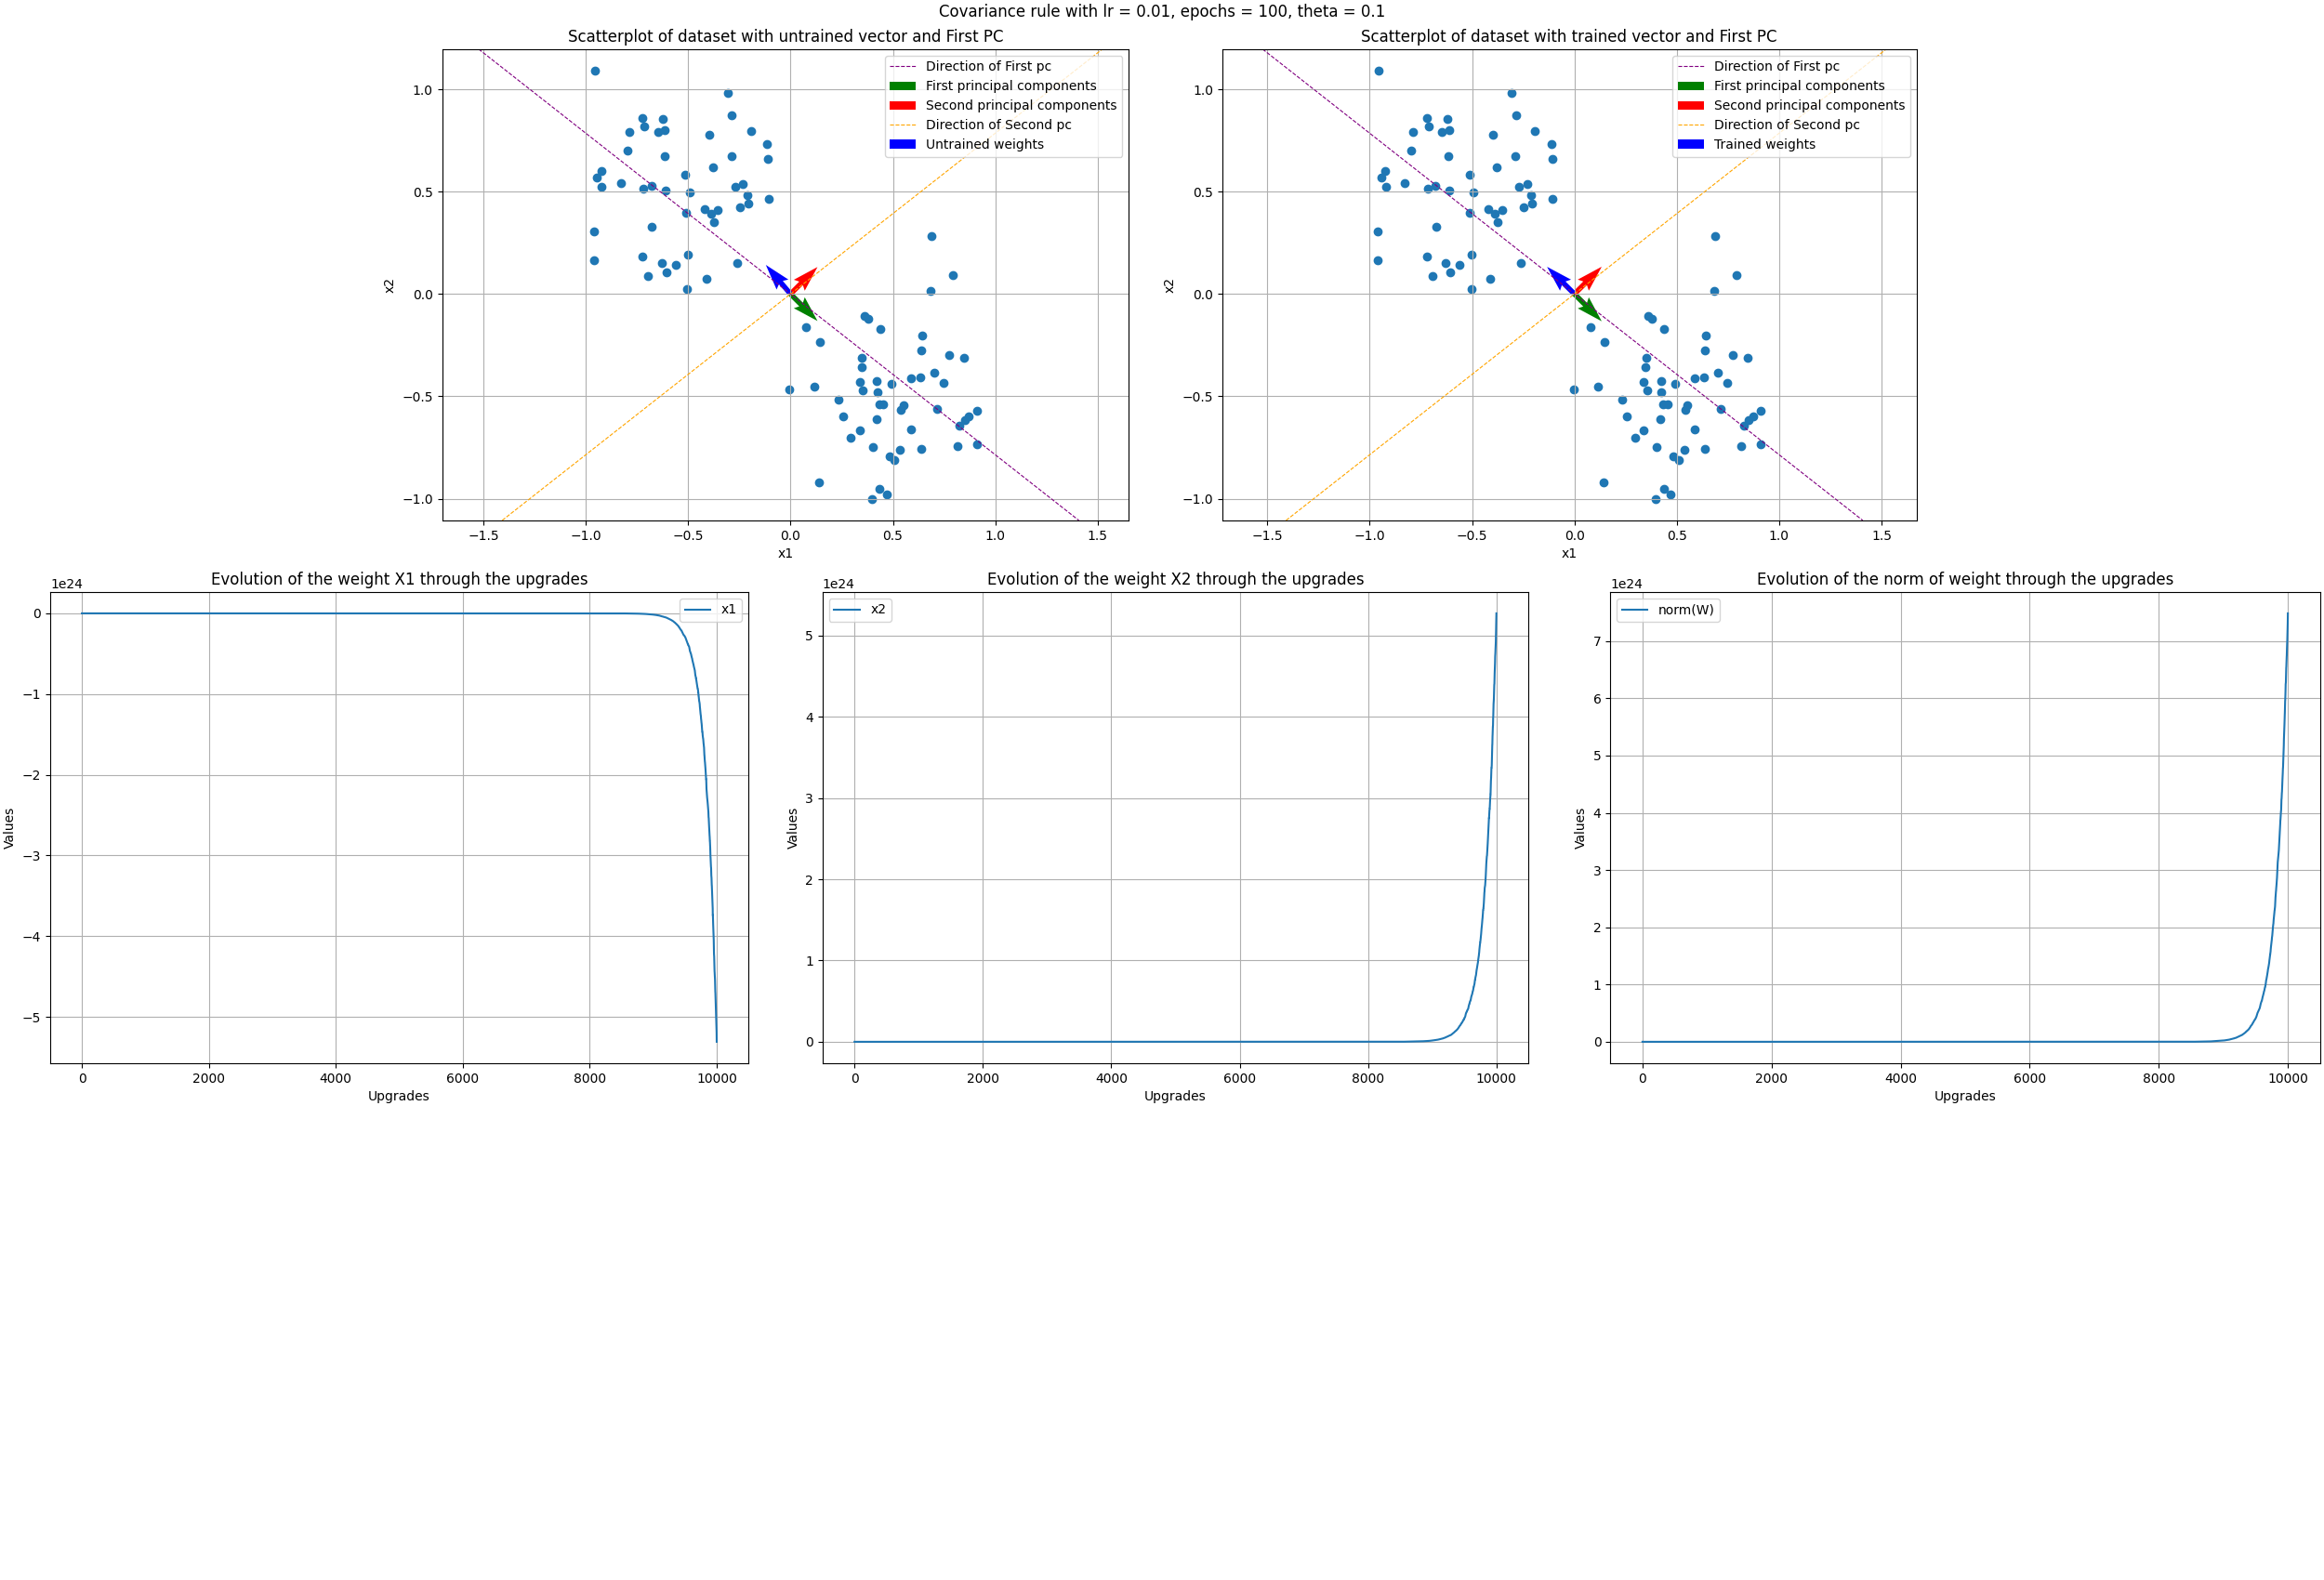 Covariance rule with lr = 0.01, epochs = 100, theta = 0.1
Scatterplot of dataset with untrained vector and First PC
Direction of First pc
First principal components
Second principal components
Direction of Second pc
Untrained weights
1.0
0.5
0.0
−0.5
−1.0
x2
−1.5 −1.0 −0.5 0.0 0.5 1.0 1.5
x1
Scatterplot of dataset with trained vector and First PC
Direction of First pc
First principal components
Second principal components
Direction of Second pc
Trained weights
1.0
0.5
0.0
−0.5
−1.0
x2
−1.5 −1.0 −0.5 0.0 0.5 1.0 1.5
x1
Evolution of the weight X1 through the upgrades
1e24
x1
0
−1
−2
−3
−4
−5
Values
0 2000 4000 6000 8000 10000
Upgrades
Evolution of the weight X2 through the upgrades
1e24
x2
5
4
3
2
1
0
Values
0 2000 4000 6000 8000 10000
Upgrades
Evolution of the norm of weight through the upgrades
1e24
norm(W)
7
6
5
4
3
2
1
0
Values
0 2000 4000 6000 8000 10000
Upgrades